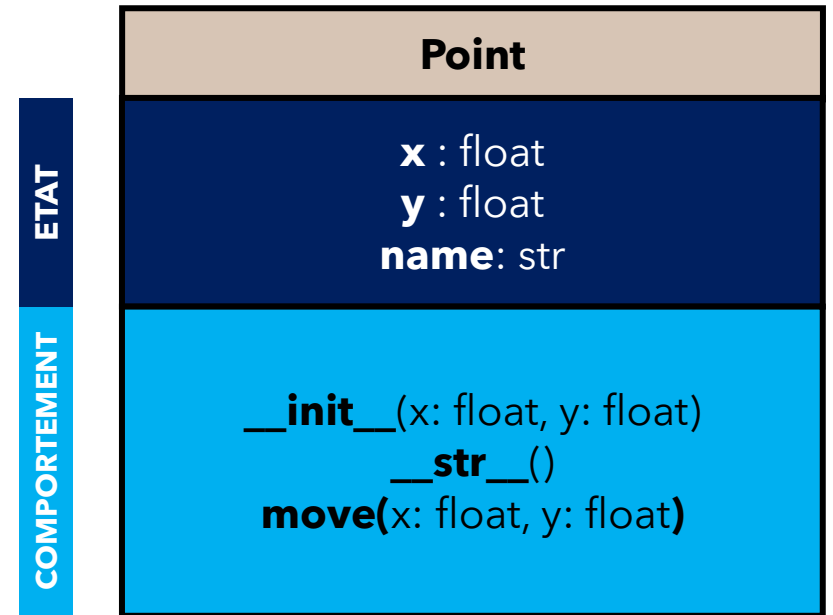 Point
ETAT
x : float
y : float
name: str
COMPORTEMENT
__init__(x: float, y: float)
__str__()
move(x: float, y: float)